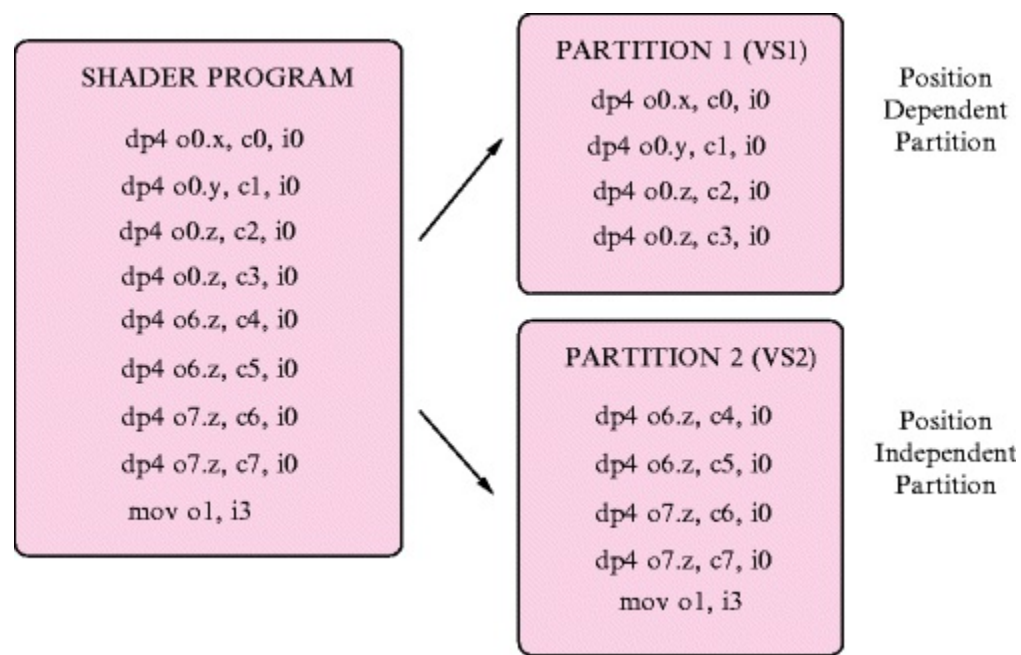 SHADER PROGRAM
dp4 o0.x, c0, i0
dp4 o0.y, c1, i0
dp4 o0.z, c2, i0
dp4 o0.z, c3, i0
dp4 o6.z, c4, i0
dp4 o6.z, c5, i0
dp4 o7.z, c6, i0
dp4 o7.z, c7, i0
mov o1, i3
PARTITION 1 (VS1)
dp4 o0.x, c0, i0
dp4 o0.y, c1, i0
dp4 o0.z, c2, i0
dp4 o0.z, c3, i0
Position
Dependent
Partition
PARTITION 2 (VS2)
dp4 o6.z, c4, i0
dp4 o6.z, c5, i0
dp4 o7.z, c6, i0
dp4 o7.z, c7, i0
mov o1, i3
Position
Independent
Partition